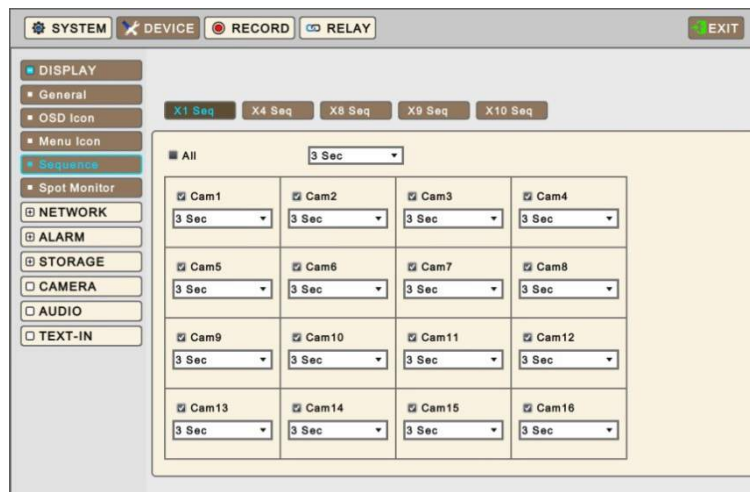 SYSTEM DEVICE RECORD RELAY EXIT
DISPLAY
General
OSD Icon
Menu Icon
Sequence
Spot Monitor
NETWORK
ALARM
STORAGE
CAMERA
AUDIO
TEXT-IN
X1 Seq X4 Seq X8 Seq X9 Seq X10 Seq
All 3 Sec
Cam1 Cam2 Cam3 Cam4
3 Sec 3 Sec 3 Sec 3 Sec
Cam5 Cam6 Cam7 Cam8
3 Sec 3 Sec 3 Sec 3 Sec
Cam9 Cam10 Cam11 Cam12
3 Sec 3 Sec 3 Sec 3 Sec
Cam13 Cam14 Cam15 Cam16
3 Sec 3 Sec 3 Sec 3 Sec